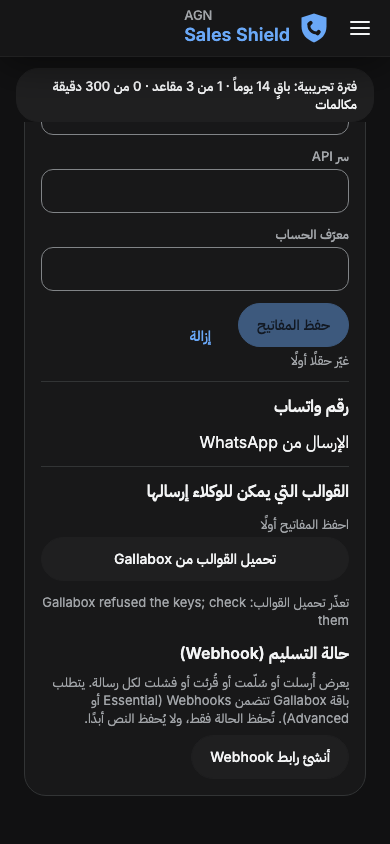 AGN
Sales Shield
فترة تجريبية: باقٍ 14 يوماً · 1 من 3 مقاعد · 0 من 300 دقيقة
مكالمات
سر API
معرّف الحساب
حفظ المفاتيح
إزالة
غيّر حقلًا أولًا
رقم واتساب
الإرسال من WhatsApp
القوالب التي يمكن للوكلاء إرسالها
احفظ المفاتيح أولًا
تحميل القوالب من Gallabox
تعذّر تحميل القوالب: Gallabox refused the keys; check
them
حالة التسليم (Webhook)
يعرض أُرسلت أو سُلّمت أو قُرئت أو فشلت لكل رسالة. يتطلب
باقة Gallabox تتضمن Webhooks (Essential أو
Advanced). تُحفظ الحالة فقط، ولا يُحفظ النص أبدًا.
أنشئ رابط Webhook